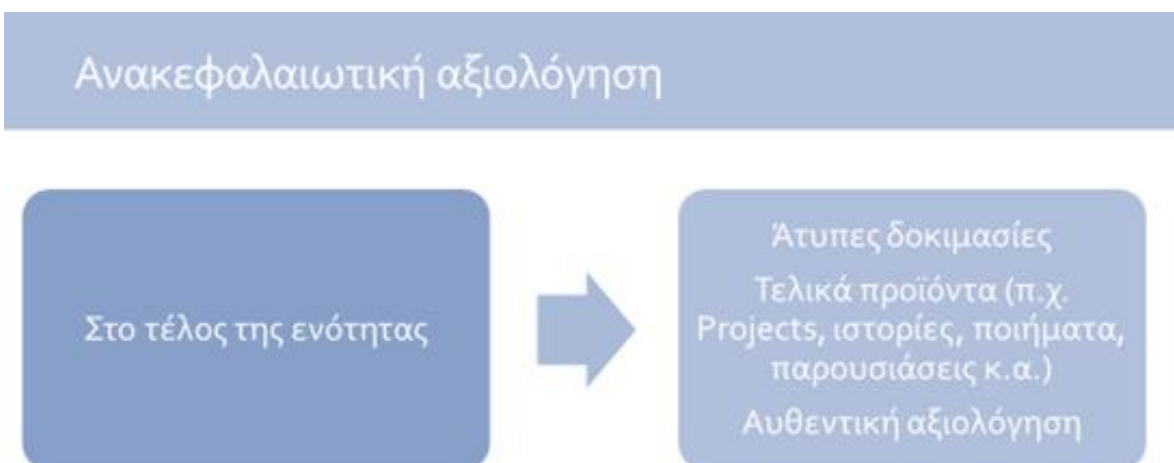 Ανακεφαλαιωτική αξιολόγηση
Στο τέλος της ενότητας
Άτυπες δοκιμασίες
Τελικά προϊόντα (π.χ.
Projects, ιστορίες, ποιήματα,
παρουσιάσεις κ.α.)
Αυθεντική αξιολόγηση